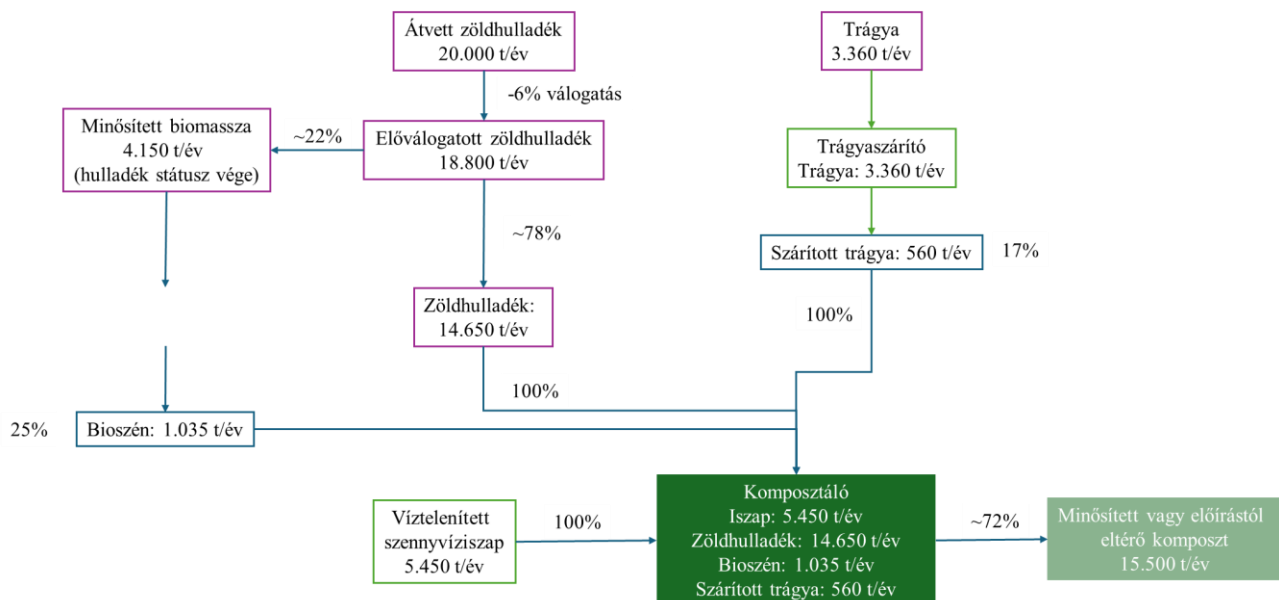 Átvett zöldhulladék
20.000 t/év
Trágya
3.360 t/év
-6% válogatás
Minősített biomassza
4.150 t/év
(hulladék státusz vége)
~22%
Előválogatott zöldhulladék
18.800 t/év
Trágyaszárító
Trágya: 3.360 t/év
~78%
Szárított trágya: 560 t/év
17%
Zöldhulladék:
14.650 t/év
100%
100%
25%
Bioszén: 1.035 t/év
Víztelenített
szennyvíziszap
5.450 t/év
100%
Komposztáló
Iszap: 5.450 t/év
Zöldhulladék: 14.650 t/év
Bioszén: 1.035 t/év
Szárított trágya: 560 t/év
~72%
Minősített vagy előírástól
eltérő komposzt
15.500 t/év